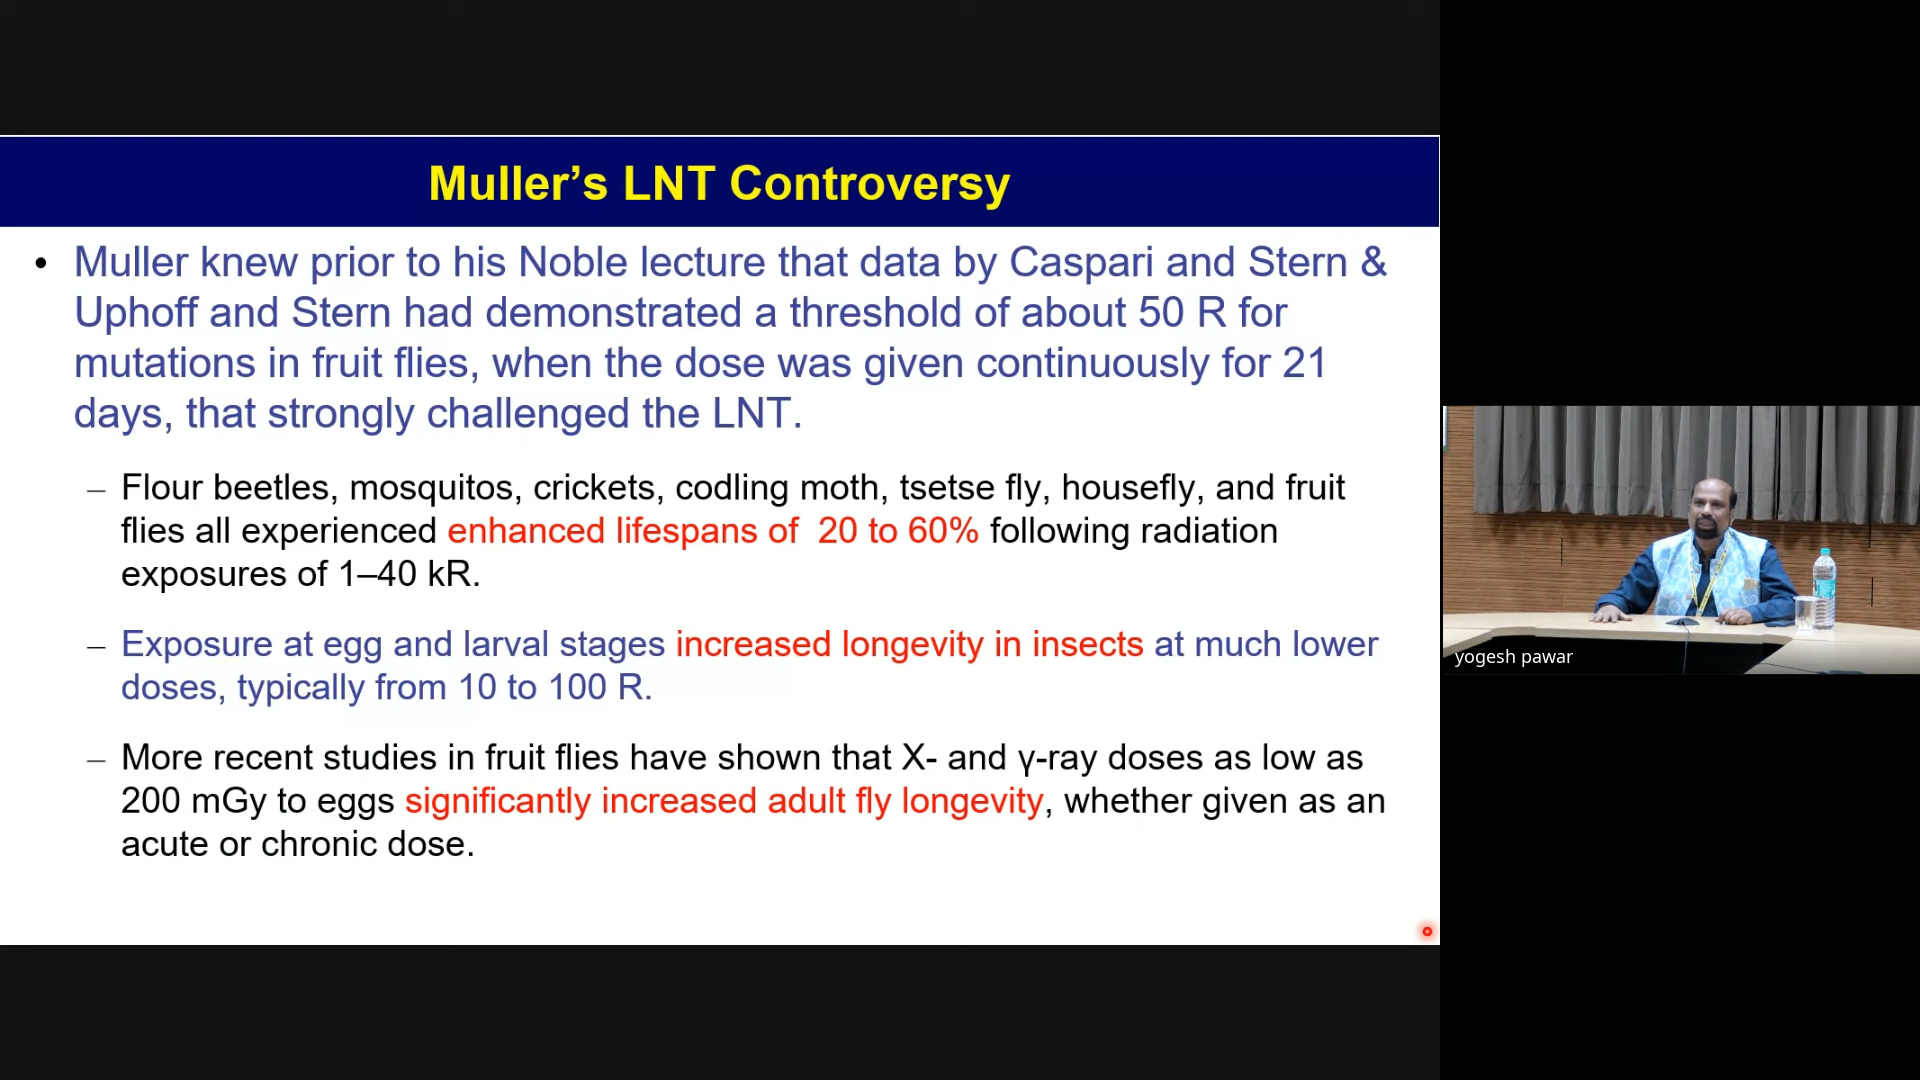 Muller’s LNT Controversy
• Muller knew prior to his Noble lecture that data by Caspari and Stern &
Uphoff and Stern had demonstrated a threshold of about 50 R for
mutations in fruit flies, when the dose was given continuously for 21
days, that strongly challenged the LNT.
– Flour beetles, mosquitos, crickets, codling moth, tsetse fly, housefly, and fruit
flies all experienced enhanced lifespans of 20 to 60% following radiation
exposures of 1–40 kR.
– Exposure at egg and larval stages increased longevity in insects at much lower
doses, typically from 10 to 100 R.
– More recent studies in fruit flies have shown that X- and γ-ray doses as low as
200 mGy to eggs significantly increased adult fly longevity, whether given as an
acute or chronic dose.
yogesh pawar